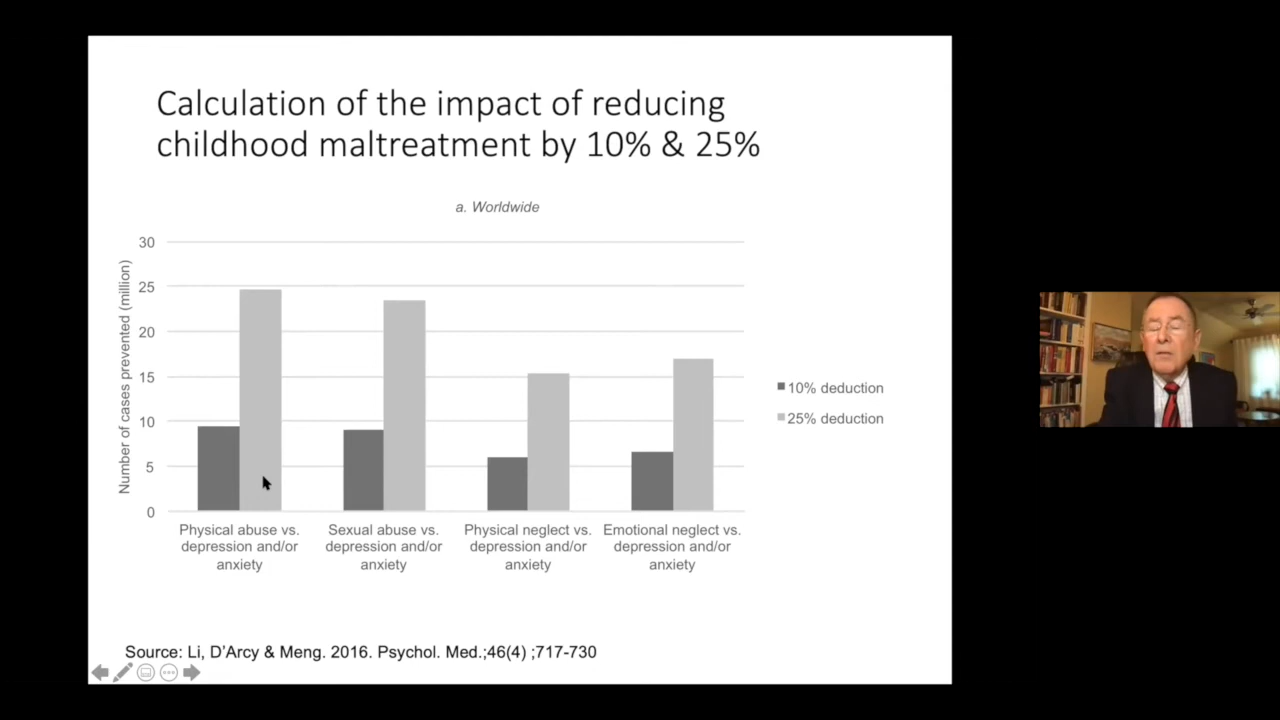 Calculation of the impact of reducing
childhood maltreatment by 10% & 25%
a. Worldwide
Number of cases prevented (million)
30
25
20
15
10
5
0
Physical abuse vs.
depression and/or
anxiety
Sexual abuse vs.
depression and/or
anxiety
Physical neglect vs.
depression and/or
anxiety
Emotional neglect vs.
depression and/or
anxiety
10% deduction
25% deduction
Source: Li, D’Arcy & Meng. 2016. Psychol. Med.;46(4) ;717-730